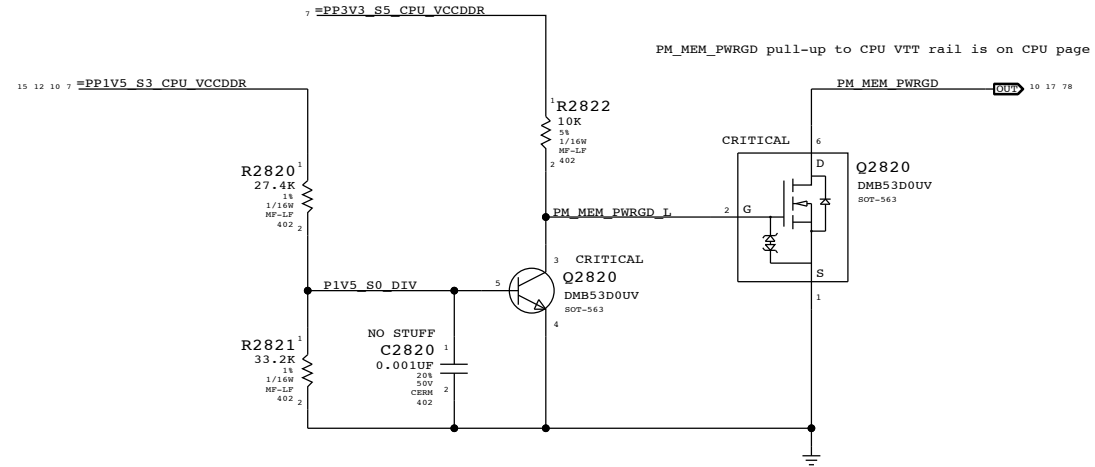 7 =PP3V3_S5_CPU_VCCDDR
PM_MEM_PWRGD pull-up to CPU VTT rail is on CPU page
15 12 10 7 =PP1V5_S3_CPU_VCCDDR
PM_MEM_PWRGD
OUT 10 17 78
1
R2822
10K
5%
1/16W
MF-LF
402
2
CRITICAL
6
D
Q2820
DMB53D0UV
SOT-563
R2820
1
27.4K
1%
1/16W
MF-LF
402
2
PM_MEM_PWRGD_L
2
G
S
1
3
CRITICAL
Q2820
DMB53D0UV
SOT-563
P1V5_S0_DIV
5
4
NO STUFF
C2820
1
0.001UF
20%
50V
CERM
402
2
R2821
1
33.2K
1%
1/16W
MF-LF
402
2